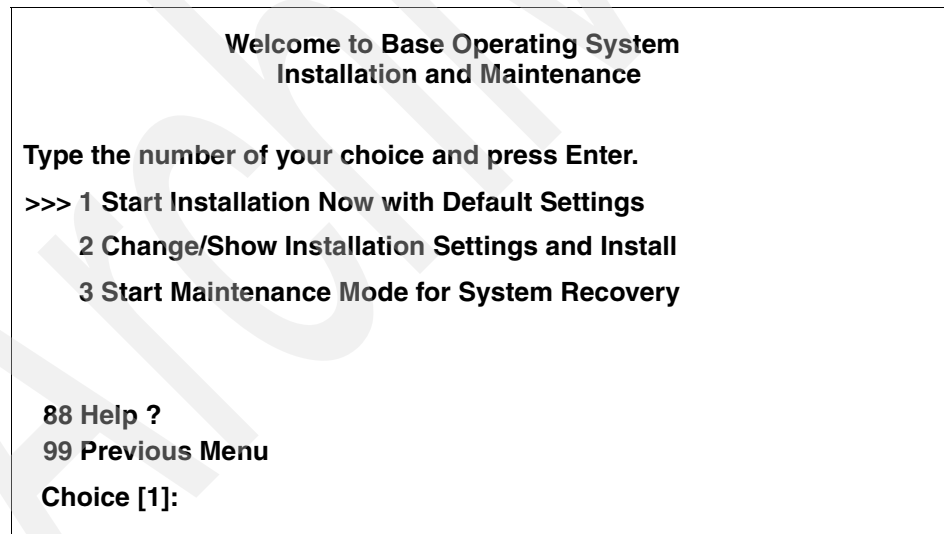 Welcome to Base Operating System
Installation and Maintenance
Type the number of your choice and press Enter.
>>> 1 Start Installation Now with Default Settings
2 Change/Show Installation Settings and Install
3 Start Maintenance Mode for System Recovery
88 Help ?
99 Previous Menu
Choice [1]: